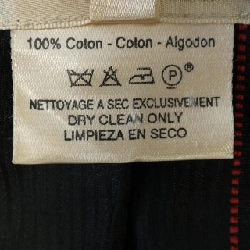 100% Coton - Colon - Algodon
P
NETTOYAGE A SEC EXCLUSIVEMENT
DRY CLEAN ONLY
LIMPIEZA EN SECO